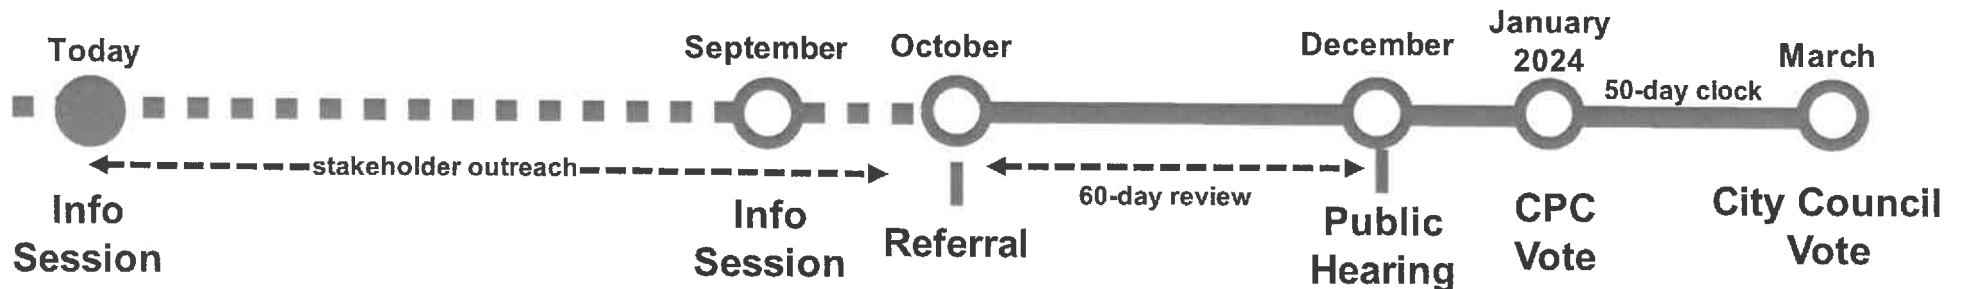 Today
September
October
December
January
2024
March
50-day clock
stakeholder outreach
60-day review
Info
Session
Info
Session
Referral
Public
Hearing
CPC
Vote
City Council
Vote